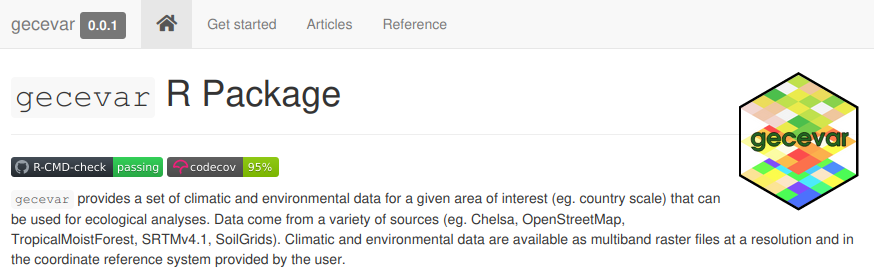 gecevar 0.0.1 Get started Articles Reference
gecevar R Package
gecevar
R-CMD-check passing codecov 95%
gecevar provides a set of climatic and environmental data for a given area of interest (eg. country scale) that can
be used for ecological analyses. Data come from a variety of sources (eg. Chelsa, OpenStreetMap,
TropicalMoistForest, SRTMv4.1, SoilGrids). Climatic and environmental data are available as multiband raster files at a resolution and in
the coordinate reference system provided by the user.